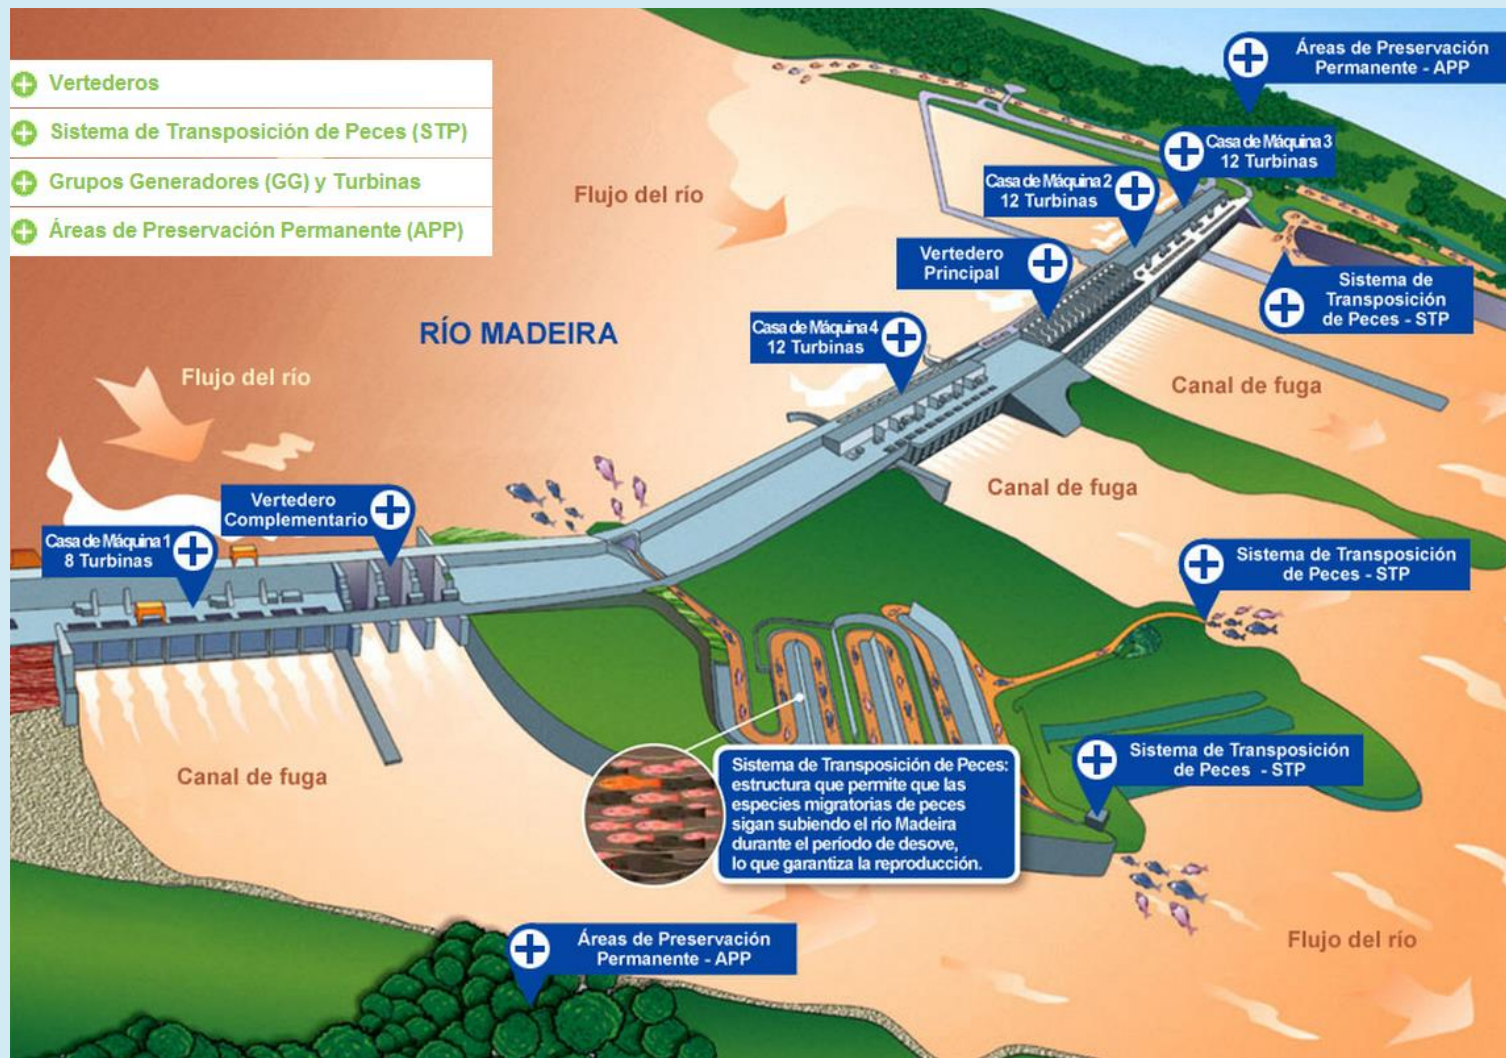 Vertederos
Sistema de Transposición de Peces (STP)
Grupos Generadores (GG) y Turbinas
Áreas de Preservación Permanente (APP)
Áreas de Preservación
Permanente - APP
Casa de Máquina 3
12 Turbinas
Casa de Máquina 2
12 Turbinas
Flujo del río
Vertedero
Principal
Sistema de
Transposición
de Peces - STP
RÍO MADEIRA
Casa de Máquina 4
12 Turbinas
Flujo del río
Canal de fuga
Canal de fuga
Vertedero
Complementario
Casa de Máquina 1
8 Turbinas
Sistema de Transposición
de Peces - STP
Sistema de Transposición
de Peces - STP
Canal de fuga
Sistema de Transposición de Peces:
estructura que permite que las
especies migratorias de peces
sigan subiendo el río Madeira
durante el período de desove,
lo que garantiza la reproducción.
Áreas de Preservación
Permanente - APP
Flujo del río